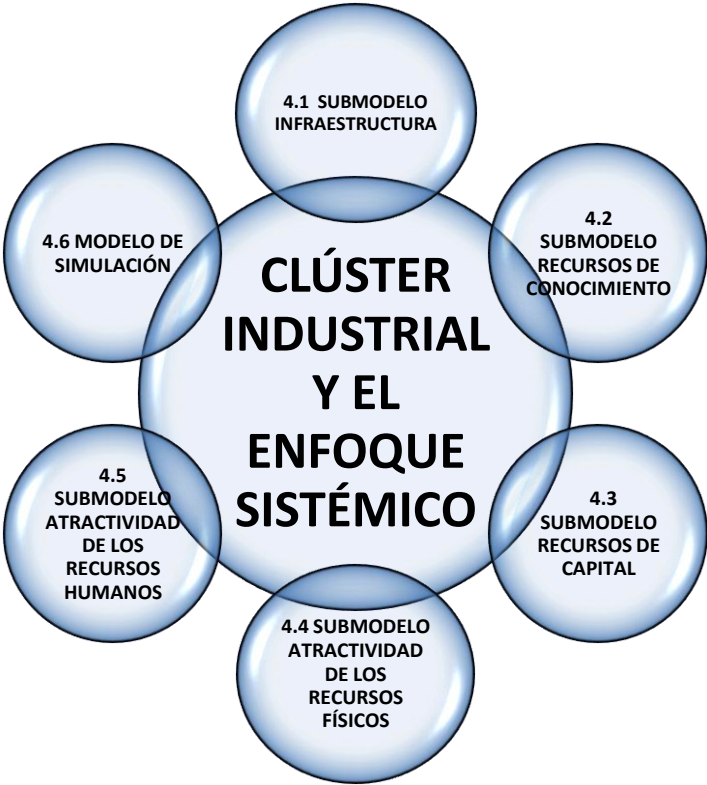 4.1 SUBMODELO
INFRAESTRUCTURA
4.2
SUBMODELO
RECURSOS DE
CONOCIMIENTO
4.3
SUBMODELO
RECURSOS DE
CAPITAL
4.4 SUBMODELO
ATRACTIVIDAD
DE LOS
RECURSOS
FÍSICOS
4.5
SUBMODELO
ATRACTIVIDAD
DE LOS
RECURSOS
HUMANOS
4.6 MODELO DE
SIMULACIÓN
CLÚSTER
INDUSTRIAL
Y EL
ENFOQUE
SISTÉMICO